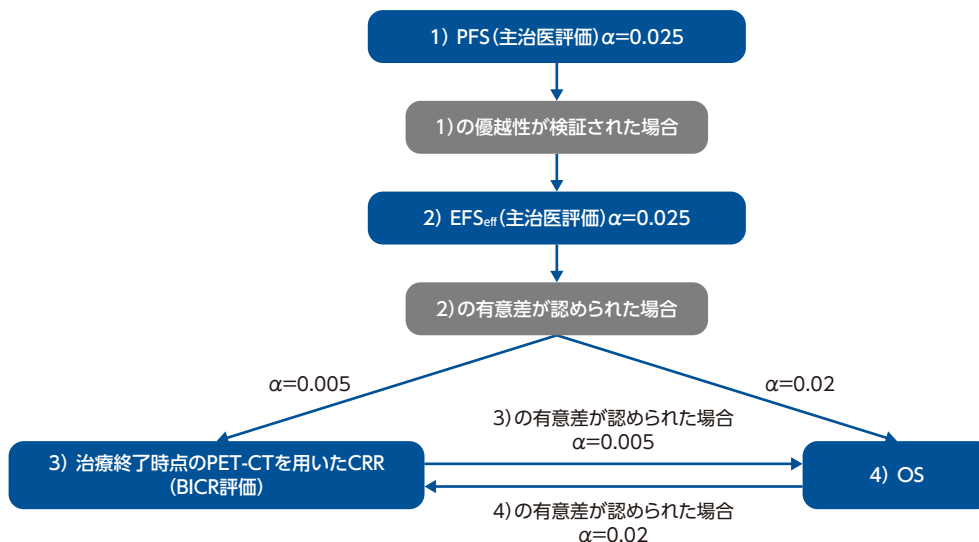 1）PFS（主治医評価）α=0.025
1）の優越性が検証された場合
2）EFSeff（主治医評価）α=0.025
2）の有意差が認められた場合
α=0.005
α=0.02
3）の有意差が認められた場合
α=0.005
3）治療終了時点のPET-CTを用いたCRR
（BICR評価）
4）OS
4）の有意差が認められた場合
α=0.02